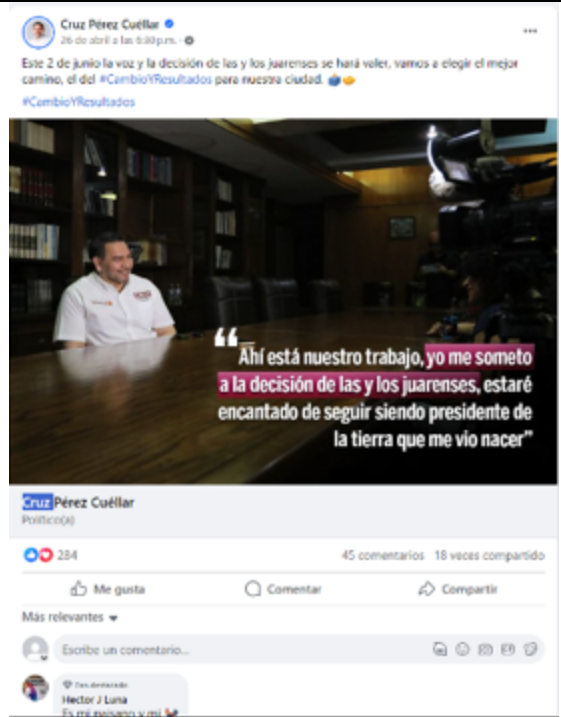 Cruz Pérez Cuéllar
26 de abril a las 6:30 p.m. ·
Este 2 de junio la voz y la decisión de las y los juarenses se hará valer, vamos a elegir el mejor
camino, el del #CambioYResultados para nuestra ciudad.
#CambioYResultados
“
Ahí está nuestro trabajo, yo me someto
a la decisión de las y los juarenses, estaré
encantado de seguir siendo presidente de
la tierra que me vio nacer”
Cruz Pérez Cuéllar
Político(a)
284
45 comentarios 18 veces compartido
Me gusta Comentar Compartir
Más relevantes
Escribe un comentario...
Fan destacado
Hector J Luna
Es mi paisano y mi